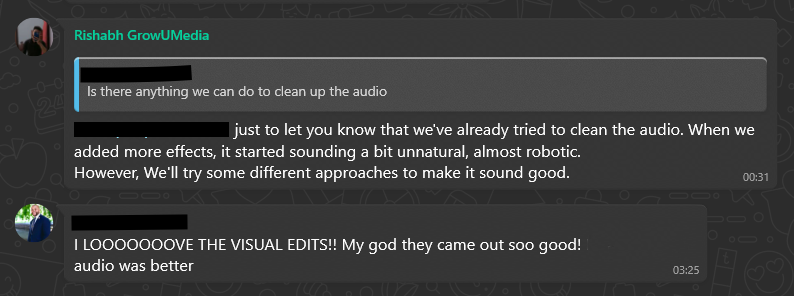 Rishabh GrowUMedia
Is there anything we can do to clean up the audio
just to let you know that we've already tried to clean the audio. When we
added more effects, it started sounding a bit unnatural, almost robotic.
However, We'll try some different approaches to make it sound good.
00:31
I LOOOOOOOVE THE VISUAL EDITS!! My god they came out soo good!
audio was better
03:25